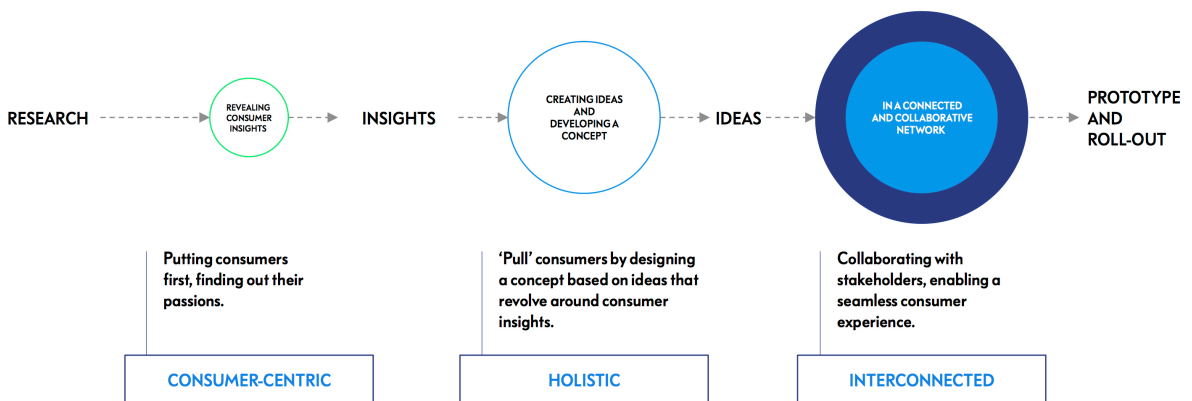 RESEARCH
REVEALING
CONSUMER
INSIGHTS
INSIGHTS
CREATING IDEAS
AND
DEVELOPING A
CONCEPT
IDEAS
IN A CONNECTED
AND COLLABORATIVE
NETWORK
PROTOTYPE
AND
ROLL-OUT
Putting consumers
first, finding out their
passions.
‘Pull’ consumers by designing
a concept based on ideas that
revolve around consumer
insights.
Collaborating with
stakeholders, enabling a
seamless consumer
experience.
CONSUMER-CENTRIC
HOLISTIC
INTERCONNECTED